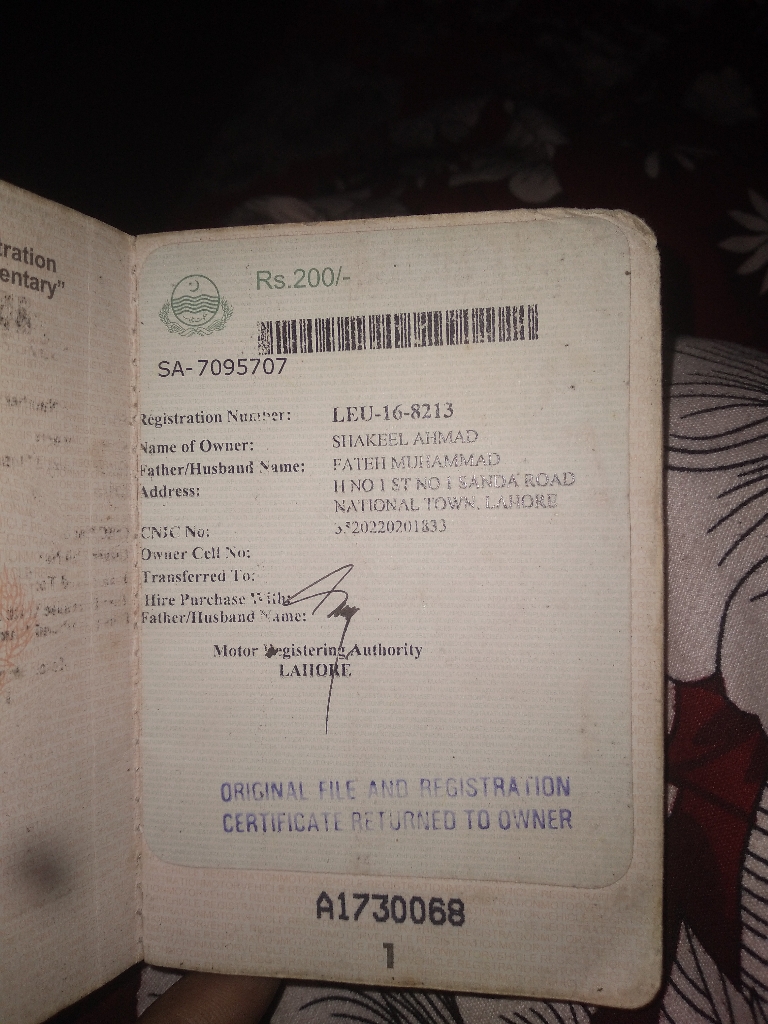 tration
entary"
Rs.200/-
SA-7095707
Registration Number: LEU-16-8213
Name of Owner: SHAKEEL AHMAD
Father/Husband Name: FATEH MUHAMMAD
Address: H NO 1 ST NO 1 SANDA ROAD
NATIONAL TOWN, LAHORE
CNIC No: 3520220201833
Owner Cell No:
Transferred To:
Hire Purchase With:
Father/Husband Name:
Motor Registering Authority
LAHORE
ORIGINAL FILE AND REGISTRATION
CERTIFICATE RETURNED TO OWNER
A1730068
1